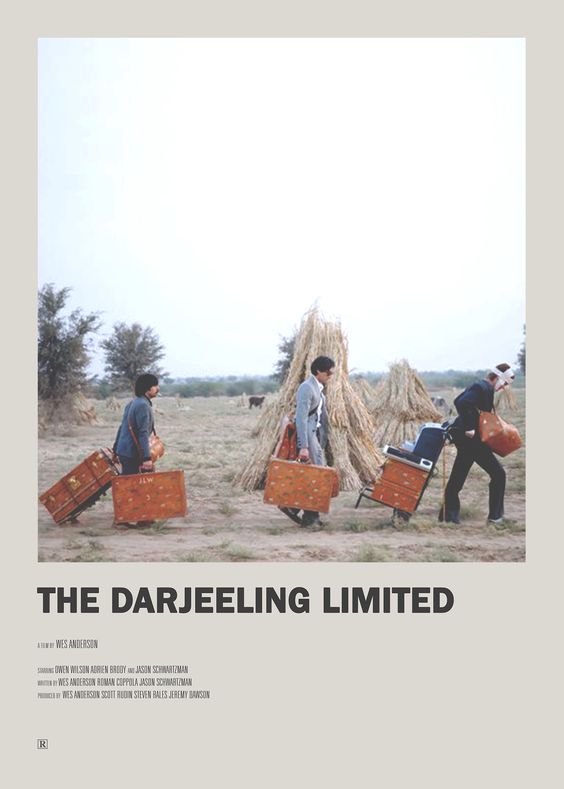 J.L.W.
3
THE DARJEELING LIMITED
A FILM BY WES ANDERSON
STARRING OWEN WILSON ADRIEN BRODY AND JASON SCHWARTZMAN
WRITTEN BY WES ANDERSON ROMAN COPPOLA JASON SCHWARTZMAN
PRODUCED BY WES ANDERSON SCOTT RUDIN STEVEN RALES JEREMY DAWSON
R